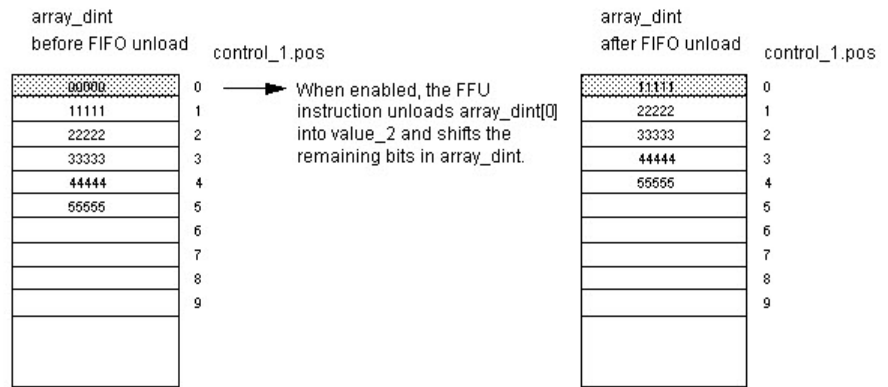 array_dint
before FIFO unload
control_1.pos
00000 0
11111 1
22222 2
33333 3
44444 4
55555 5
6
7
8
9
When enabled, the FFU
instruction unloads array_dint[0]
into value_2 and shifts the
remaining bits in array_dint.
array_dint
after FIFO unload
control_1.pos
11111 0
22222 1
33333 2
44444 3
55555 4
5
6
7
8
9